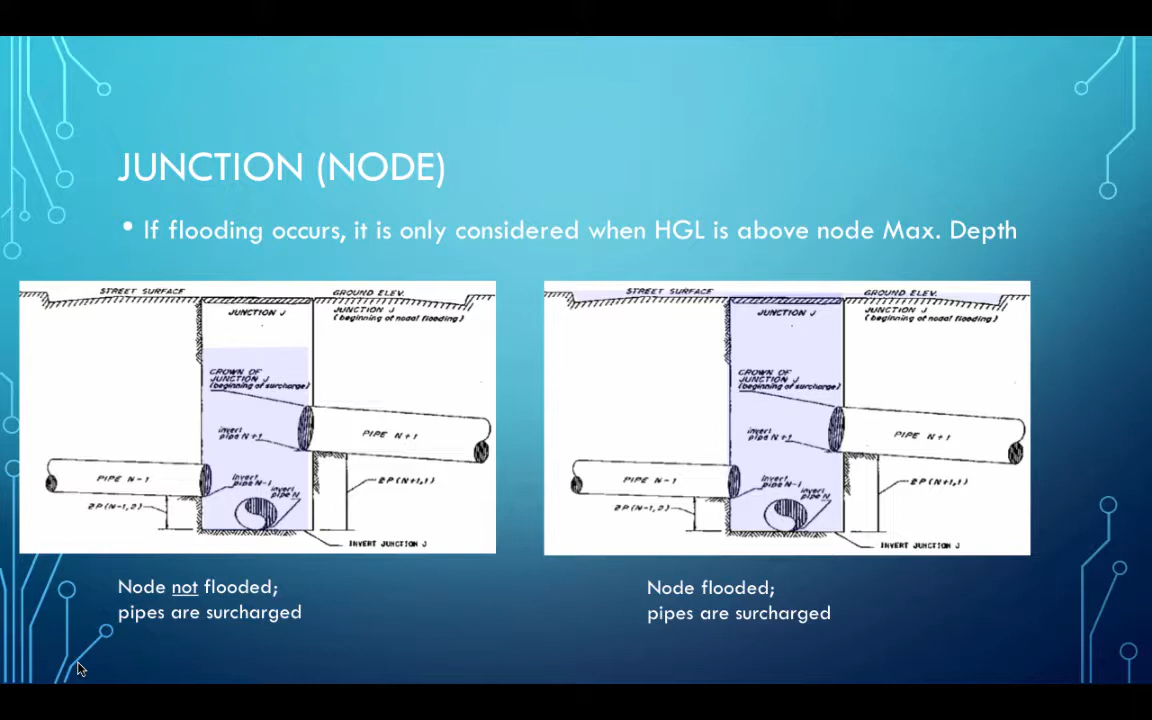 JUNCTION (NODE)
• If flooding occurs, it is only considered when HGL is above node Max. Depth
STREET SURFACE
GROUND ELEV.
JUNCTION J
JUNCTION J
(beginning of nodal flooding)
CROWN OF
JUNCTION J
(beginning of surcharge)
invert
pipe N+1
PIPE N+1
PIPE N-1
invert
pipe N-1
invert
pipe N
ZP(N-1,2)
ZP(N+1,1)
INVERT JUNCTION J
STREET SURFACE
GROUND ELEV.
JUNCTION J
JUNCTION J
(beginning of nodal flooding)
CROWN OF
JUNCTION J
(beginning of surcharge)
invert
pipe N+1
PIPE N+1
PIPE N-1
invert
pipe N-1
invert
pipe N
ZP(N-1,2)
ZP(N+1,1)
INVERT JUNCTION J
Node not flooded;
pipes are surcharged
Node flooded;
pipes are surcharged